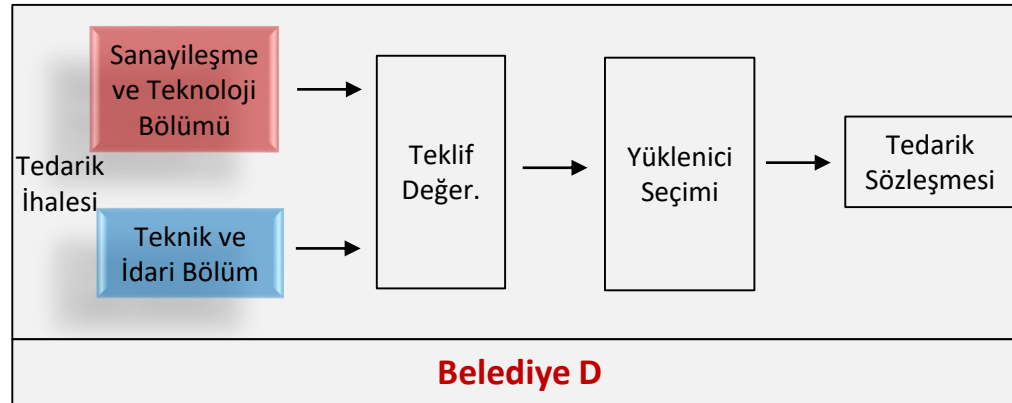 Sanayileşme
ve Teknoloji
Bölümü
Tedarik
İhalesi
Teknik ve
İdari Bölüm
Teklif
Değer.
Yüklenici
Seçimi
Tedarik
Sözleşmesi
Belediye D